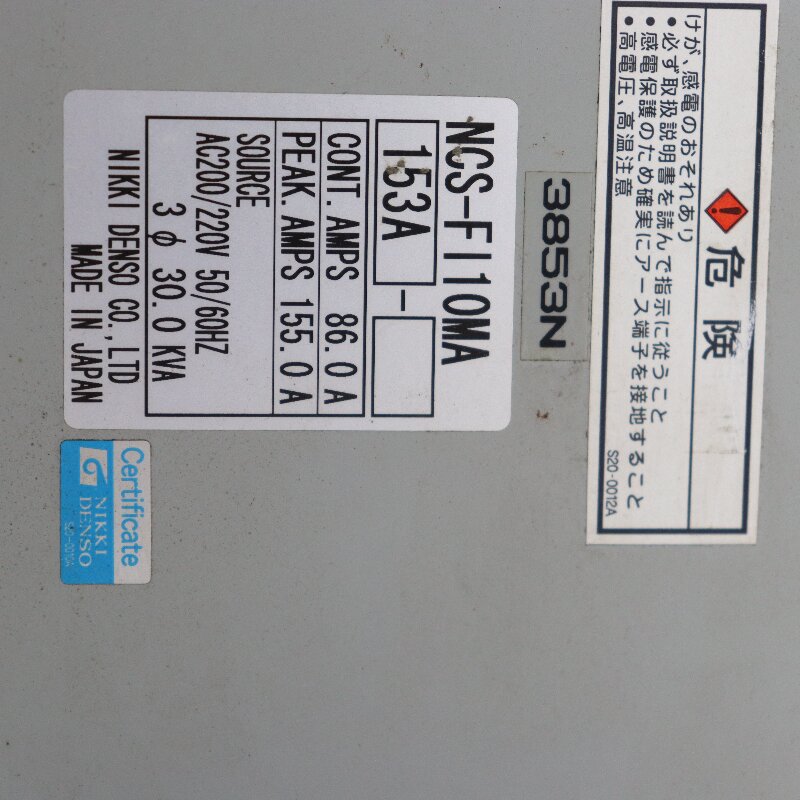 危険
けが、感電のおそれあり
● 必ず取扱説明書を読んで指示に従うこと
● 感電保護のため確実にアース端子を接地すること
● 高電圧、高温注意
S20-0012A
3853N
NCS-FI10MA
153A -
CONT. AMPS 86.0 A
PEAK. AMPS 155.0 A
SOURCE
AC200/220V 50/60HZ
3 φ 30.0 KVA
NIKKI DENSO CO., LTD
MADE IN JAPAN
Certificate
NIKKI
DENSO